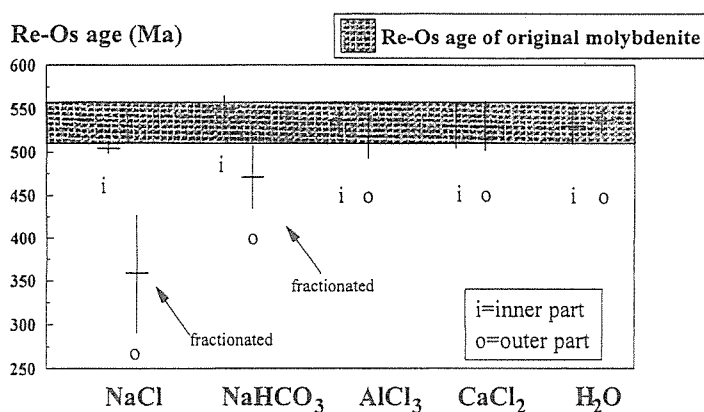 Re-Os age (Ma)
Re-Os age of original molybdenite
600
550
500
450
400
350
300
250
i
i
i o
i o
i o
o
o
fractionated
fractionated
i=inner part
o=outer part
NaCl NaHCO₃ AlCl₃ CaCl₂ H₂O